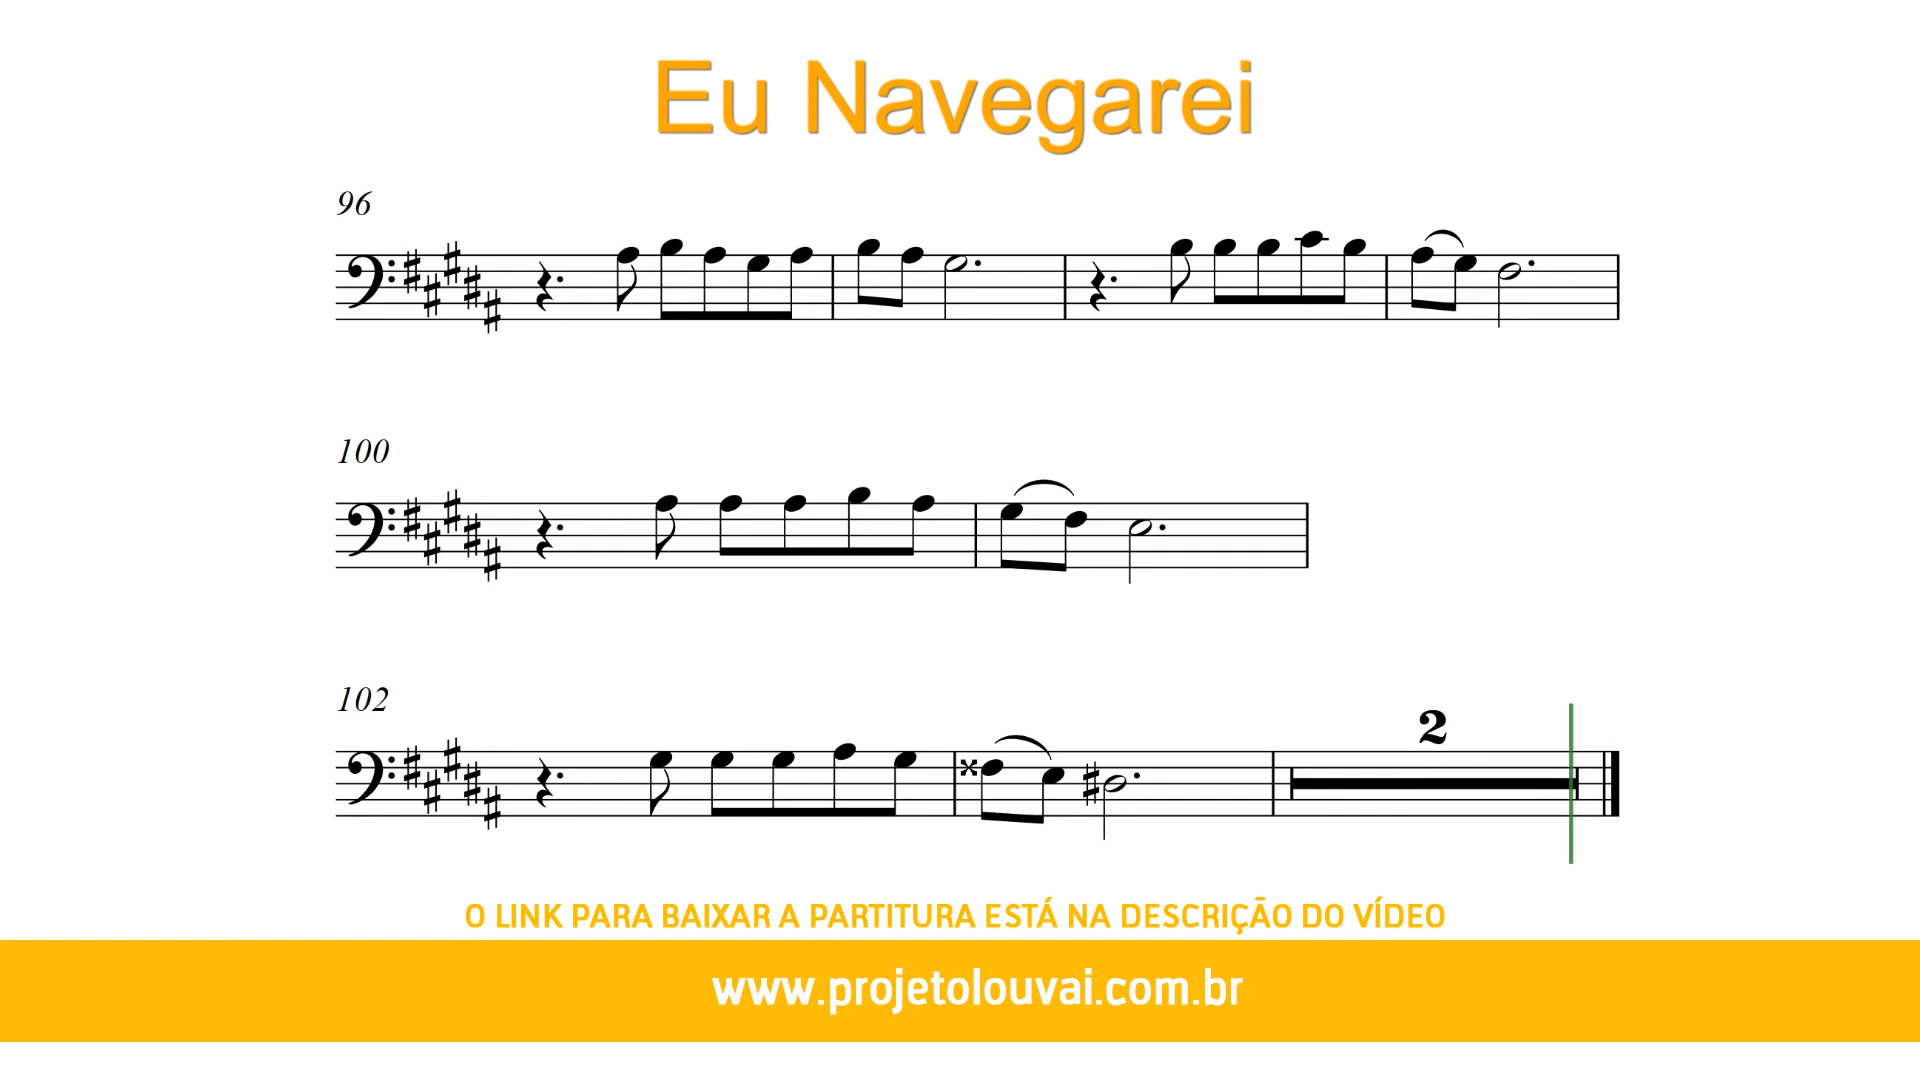 Eu Navegarei
96
100
102
2
O LINK PARA BAIXAR A PARTITURA ESTÁ NA DESCRIÇÃO DO VÍDEO
www.projetolouvai.com.br